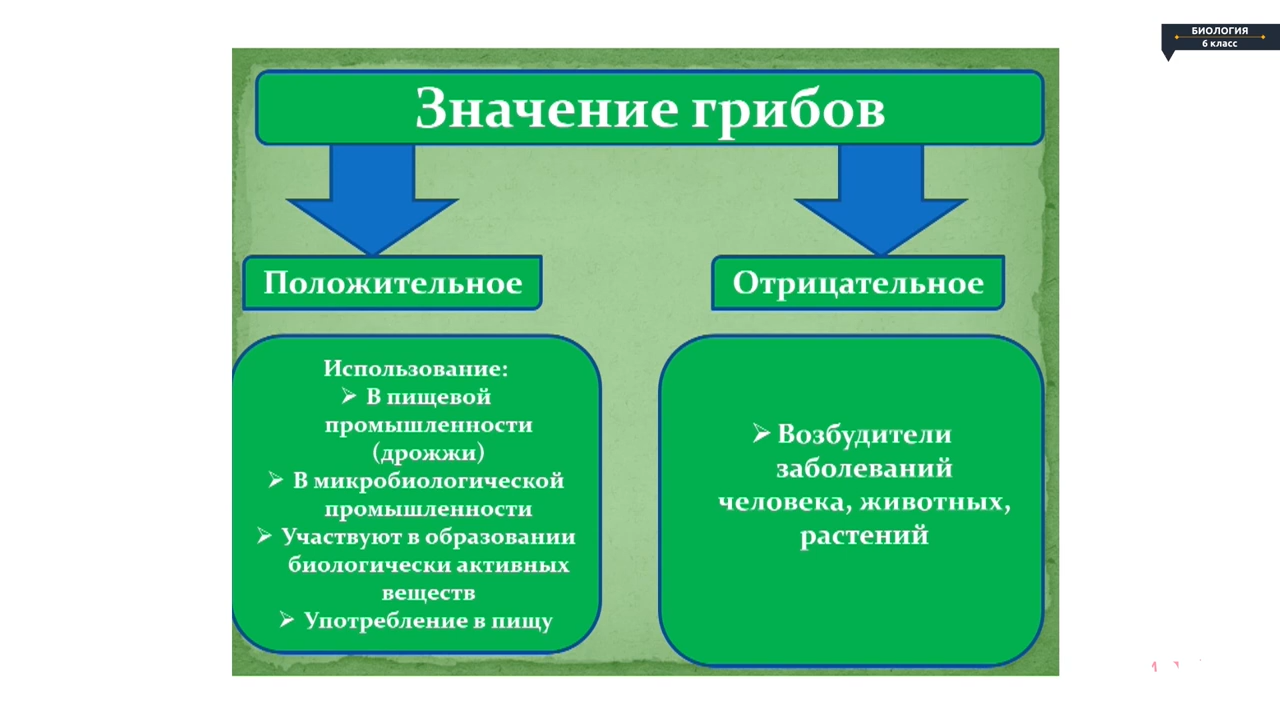 БИОЛОГИЯ
6 класс
Значение грибов
Положительное
Использование:
В пищевой
промышленности
(дрожжи)
В микробиологической
промышленности
Участвуют в образовании
биологически активных
веществ
Употребление в пищу
Отрицательное
Возбудители
заболеваний
человека, животных,
растений